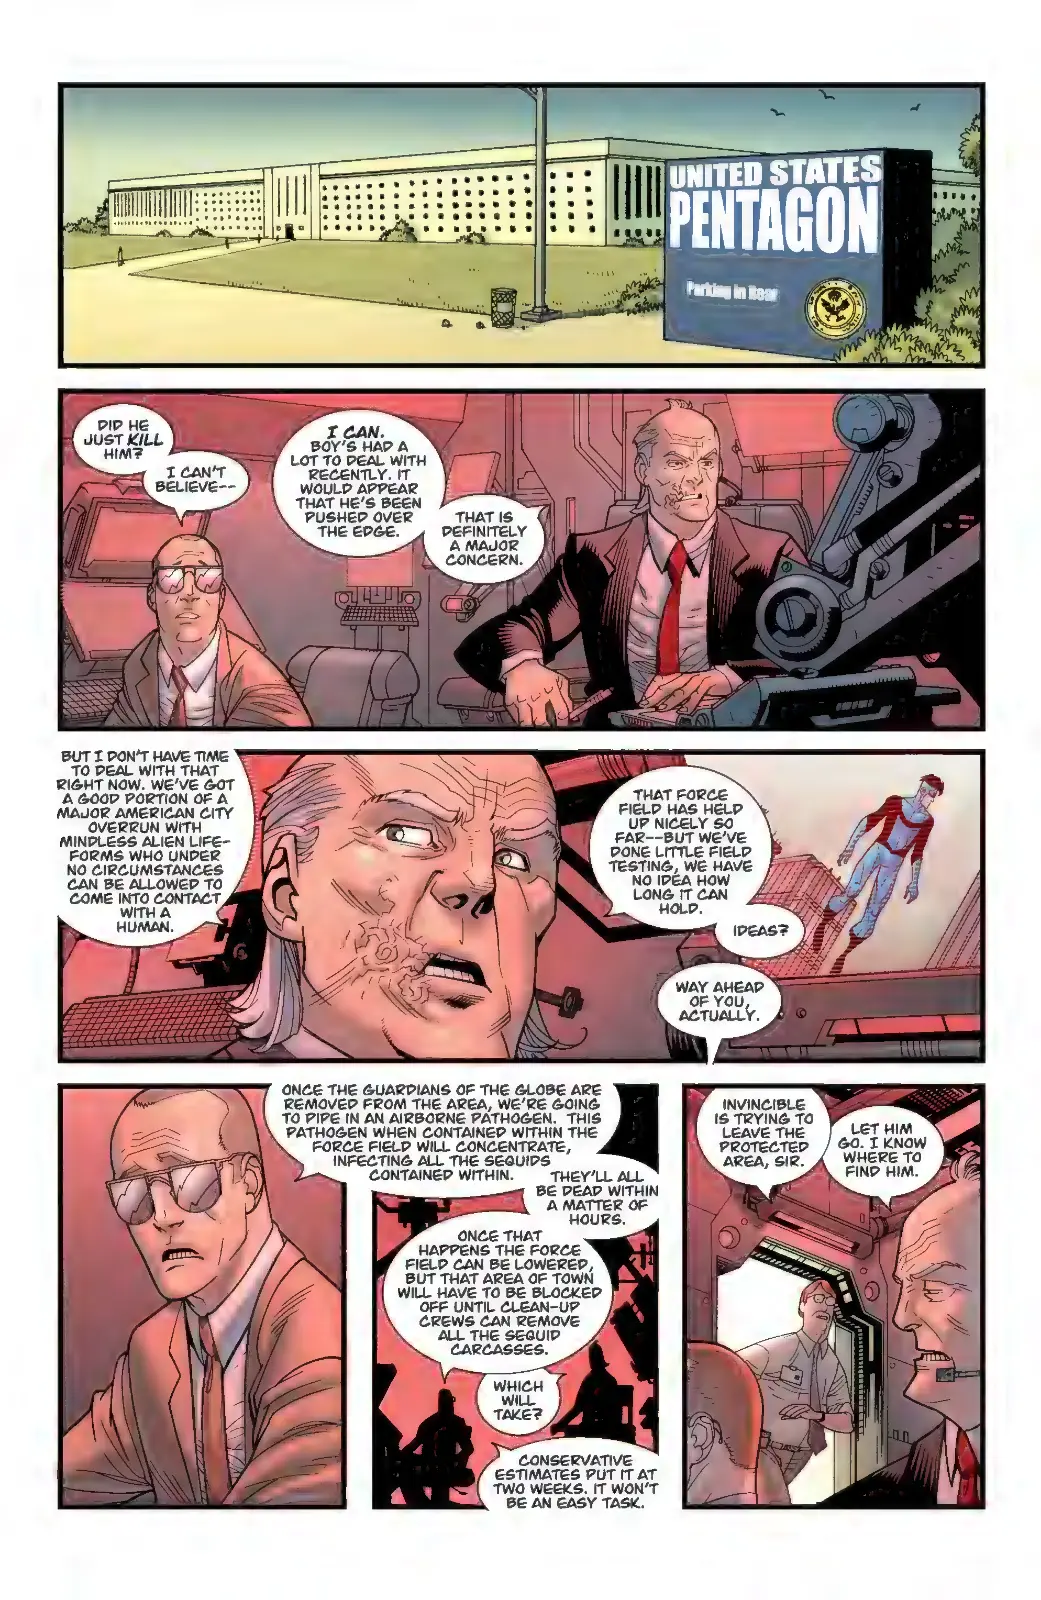 UNITED STATES
PENTAGON
Parking in Rear
DID HE
JUST KILL
HIM?
I CAN'T
BELIEVE--
I CAN.
BOY'S HAD A
LOT TO DEAL WITH
RECENTLY. IT
WOULD APPEAR
THAT HE'S BEEN
PUSHED OVER
THE EDGE.
THAT IS
DEFINITELY
A MAJOR
CONCERN.
BUT I DON'T HAVE TIME
TO DEAL WITH THAT
RIGHT NOW. WE'VE GOT
A GOOD PORTION OF A
MAJOR AMERICAN CITY
OVERRUN WITH
MINDLESS ALIEN LIFE-
FORMS WHO UNDER
NO CIRCUMSTANCES
CAN BE ALLOWED TO
COME INTO CONTACT
WITH A
HUMAN.
THAT FORCE
FIELD HAS HELD
UP NICELY SO
FAR--BUT WE'VE
DONE LITTLE FIELD
TESTING, WE HAVE
NO IDEA HOW
LONG IT CAN
HOLD.
IDEAS?
WAY AHEAD
OF YOU,
ACTUALLY.
ONCE THE GUARDIANS OF THE GLOBE ARE
REMOVED FROM THE AREA, WE'RE GOING
TO PIPE IN AN AIRBORNE PATHOGEN. THIS
PATHOGEN WHEN CONTAINED WITHIN THE
FORCE FIELD WILL CONCENTRATE,
INFECTING ALL THE SEQUIDS
CONTAINED WITHIN.
THEY'LL ALL
BE DEAD WITHIN
A MATTER OF
HOURS.
ONCE THAT
HAPPENS THE FORCE
FIELD CAN BE LOWERED,
BUT THAT AREA OF TOWN
WILL HAVE TO BE BLOCKED
OFF UNTIL CLEAN-UP
CREWS CAN REMOVE
ALL THE SEQUID
CARCASSES.
WHICH
WILL
TAKE?
CONSERVATIVE
ESTIMATES PUT IT AT
TWO WEEKS. IT WON'T
BE AN EASY TASK.
INVINCIBLE
IS TRYING TO
LEAVE THE
PROTECTED
AREA, SIR.
LET HIM
GO. I KNOW
WHERE TO
FIND HIM.